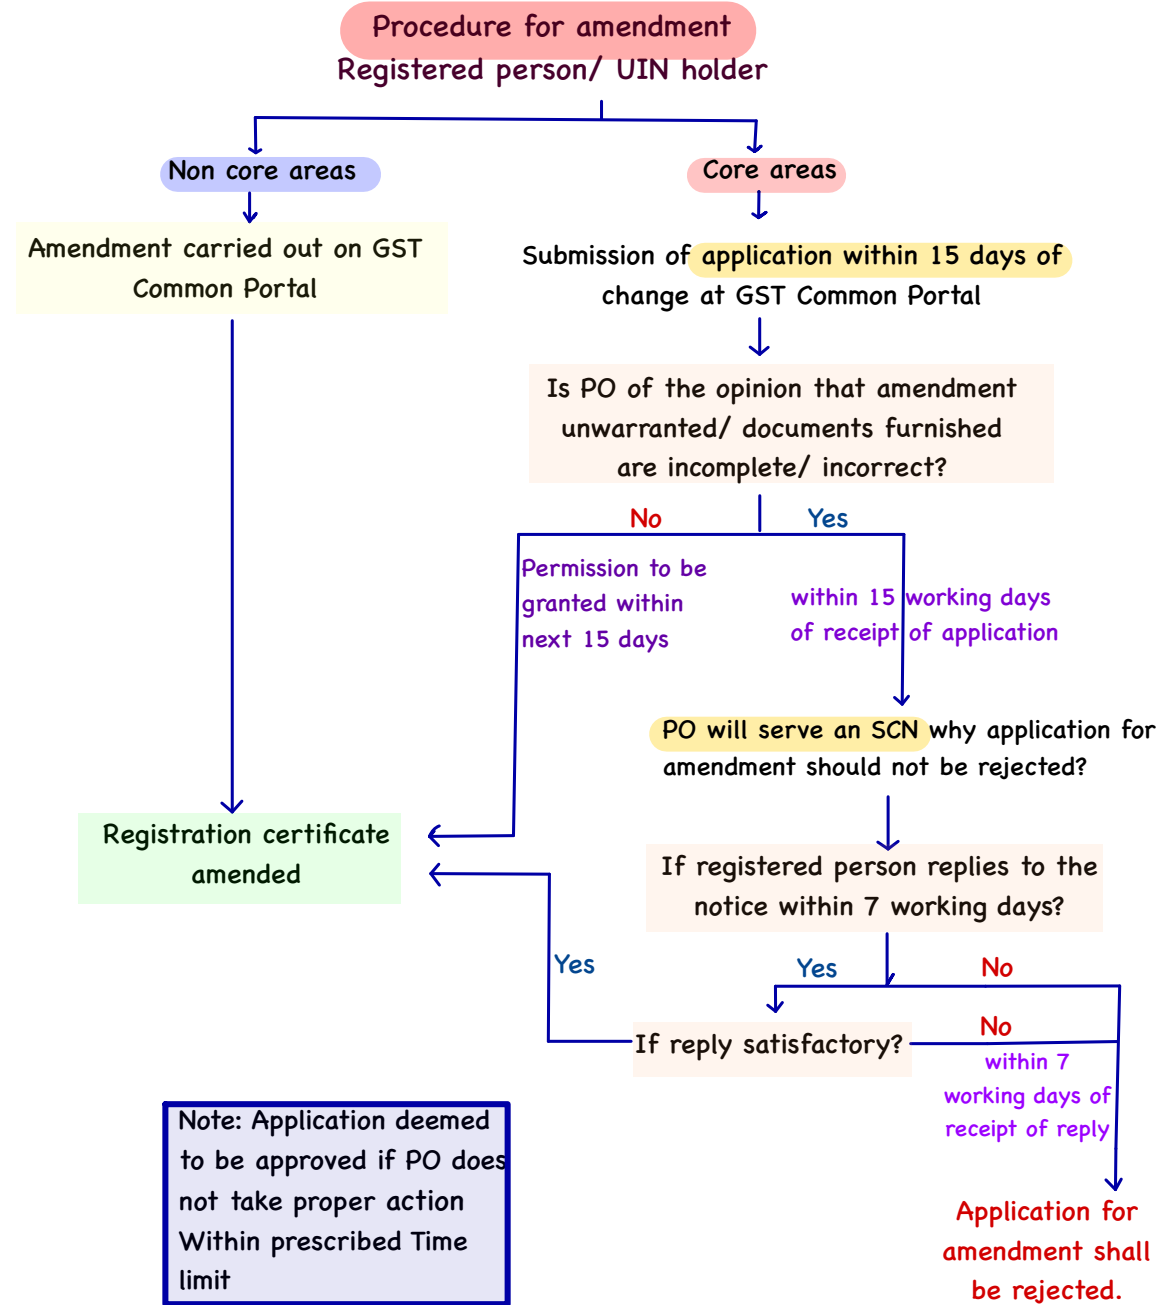 Procedure for amendment
Registered person/ UIN holder
Non core areas
Core areas
Amendment carried out on GST
Common Portal
Submission of application within 15 days of
change at GST Common Portal
Is PO of the opinion that amendment
unwarranted/ documents furnished
are incomplete/ incorrect?
No
Yes
Permission to be
granted within
next 15 days
within 15 working days
of receipt of application
PO will serve an SCN why application for
amendment should not be rejected?
Registration certificate
amended
If registered person replies to the
notice within 7 working days?
Yes
Yes
No
If reply satisfactory?
No
within 7
working days of
receipt of reply
Note: Application deemed
to be approved if PO does
not take proper action
Within prescribed Time
limit
Application for
amendment shall
be rejected.